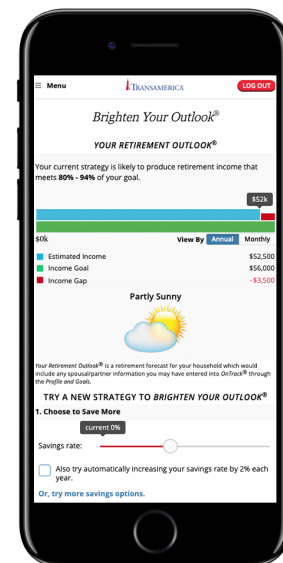 Menu
TRANSAMERICA®
LOG OUT
Brighten Your Outlook®
YOUR RETIREMENT OUTLOOK®
Your current strategy is likely to produce retirement income that
meets 80% - 94% of your goal.
$52k
$0k
View By Annual Monthly
Estimated Income $52,500
Income Goal $56,000
Income Gap -$3,500
Partly Sunny
Your Retirement Outlook® is a retirement forecast for your household which would
include any spousal/partner information you may have entered into OnTrack® through
the Profile and Goals.
TRY A NEW STRATEGY TO BRIGHTEN YOUR OUTLOOK®
1. Choose to Save More
current 0%
Savings rate:
Also try automatically increasing your savings rate by 2% each
year.
Or, try more savings options.